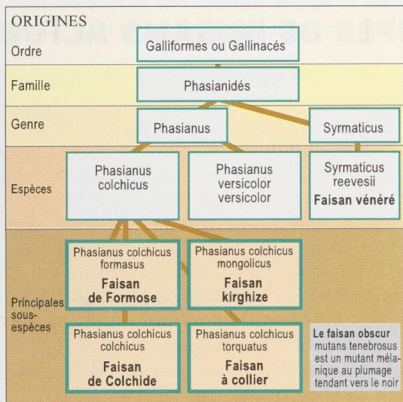 ORIGINES
Ordre
Galliformes ou Gallinacés
Famille
Phasianidés
Genre
Phasianus
Syrmaticus
Espèces
Phasianus
colchicus
Phasianus
versicolor
versicolor
Syrmaticus
reevesii
Faisan vénéré
Principales
sous-
espèces
Phasianus colchicus
formasus
Faisan
de Formose
Phasianus colchicus
mongolicus
Faisan
kirghize
Phasianus colchicus
colchicus
Faisan
de Colchide
Phasianus colchicus
torquatus
Faisan
à collier
Le faisan obscur
mutans tenebrosus
est un mutant méla-
nique au plumage
tendant vers le noir